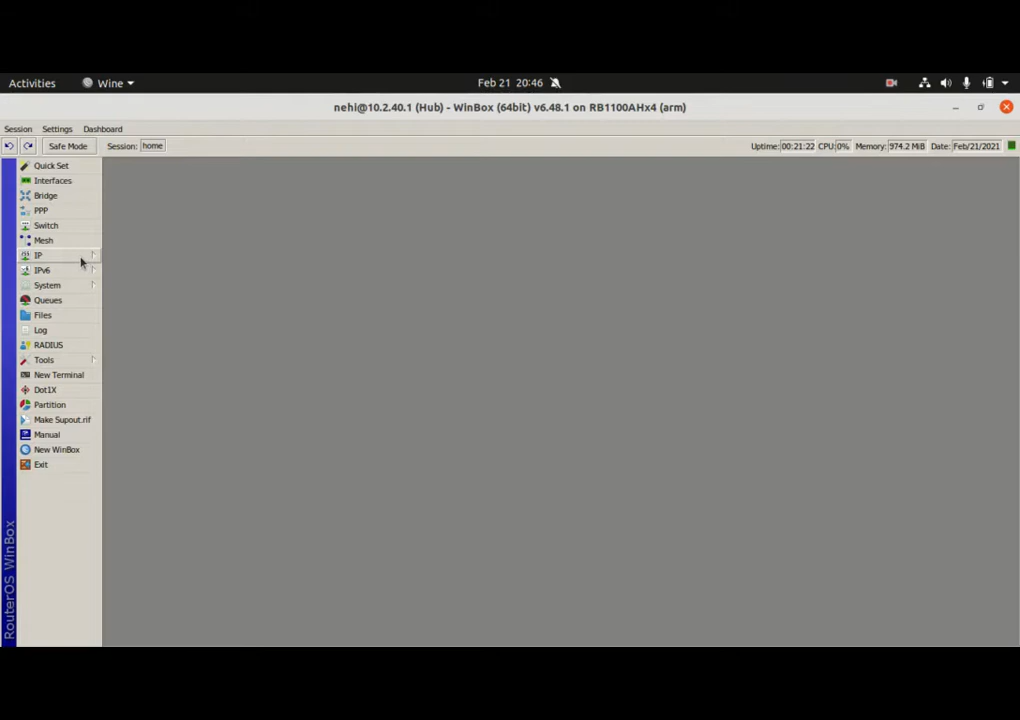 Activities Wine Feb 21 20:46
nehi@10.2.40.1 (Hub) - WinBox (64bit) v6.48.1 on RB1100AHx4 (arm)
Session Settings Dashboard
Safe Mode Session: home Uptime: 00:21:22 CPU: 0% Memory: 974.2 MiB Date: Feb/21/2021
Quick Set
Interfaces
Bridge
PPP
Switch
Mesh
IP
IPv6
System
Queues
Files
Log
RADIUS
Tools
New Terminal
Dot1X
Partition
Make Supout.rif
Manual
New WinBox
Exit
RouterOS WinBox